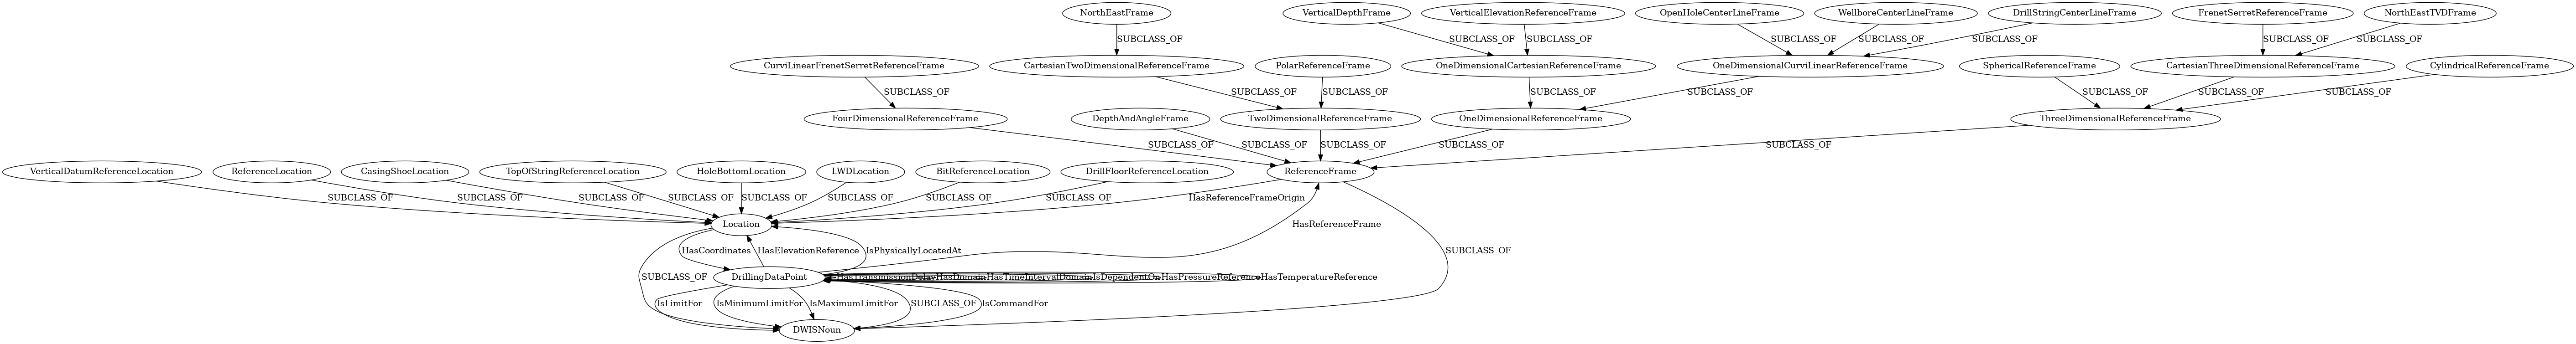 NorthEastFrame
VerticalDepthFrame
VerticalElevationReferenceFrame
OpenHoleCenterLineFrame
WellboreCenterLineFrame
DrillStringCenterLineFrame
FrenetSerretReferenceFrame
NorthEastTVDFrame
SUBCLASS_OF
SUBCLASS_OF
SUBCLASS_OF
SUBCLASS_OF
SUBCLASS_OF
SUBCLASS_OF
SUBCLASS_OF
SUBCLASS_OF
CurviLinearFrenetSerretReferenceFrame
CartesianTwoDimensionalReferenceFrame
PolarReferenceFrame
OneDimensionalCartesianReferenceFrame
OneDimensionalCurviLinearReferenceFrame
SphericalReferenceFrame
CartesianThreeDimensionalReferenceFrame
CylindricalReferenceFrame
SUBCLASS_OF
SUBCLASS_OF
SUBCLASS_OF
SUBCLASS_OF
SUBCLASS_OF
SUBCLASS_OF
SUBCLASS_OF
SUBCLASS_OF
FourDimensionalReferenceFrame
DepthAndAngleFrame
TwoDimensionalReferenceFrame
OneDimensionalReferenceFrame
ThreeDimensionalReferenceFrame
SUBCLASS_OF
SUBCLASS_OF
SUBCLASS_OF
SUBCLASS_OF
SUBCLASS_OF
VerticalDatumReferenceLocation
ReferenceLocation
CasingShoeLocation
TopOfStringReferenceLocation
HoleBottomLocation
LWDLocation
BitReferenceLocation
DrillFloorReferenceLocation
ReferenceFrame
SUBCLASS_OF
SUBCLASS_OF
SUBCLASS_OF
SUBCLASS_OF
SUBCLASS_OF
SUBCLASS_OF
SUBCLASS_OF
SUBCLASS_OF
HasReferenceFrameOrigin
Location
HasReferenceFrame
HasCoordinates
HasElevationReference
IsPhysicallyLocatedAt
SUBCLASS_OF
SUBCLASS_OF
DrillingDataPoint
HasTransmissionDelay
HasDomain
HasTimeIntervalDomain
IsDependentOn
HasPressureReference
HasTemperatureReference
IsLimitFor
IsMinimumLimitFor
IsMaximumLimitFor
SUBCLASS_OF
IsCommandFor
DWISNoun